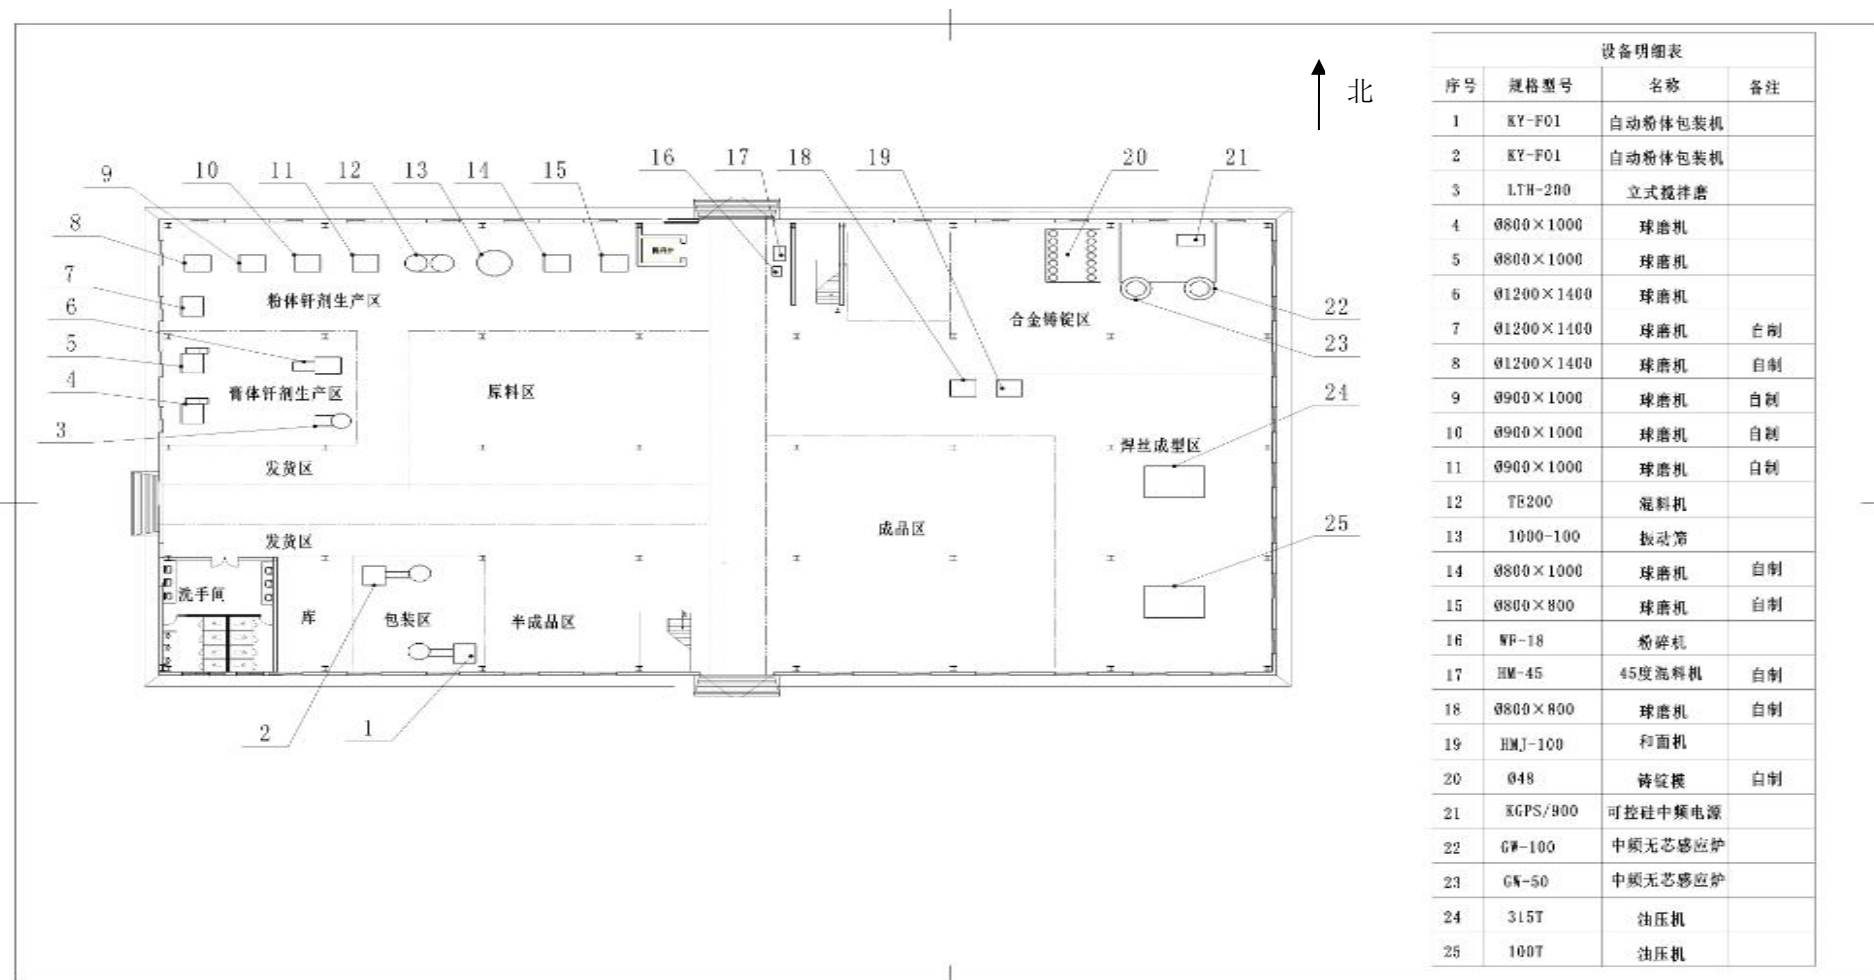 设备明细表
序号 规格型号 名称 备注
1 KY-F01 自动粉体包装机
2 KY-F01 自动粉体包装机
3 LTH-200 立式搅拌磨
4 Ø800×1000 球磨机
5 Ø800×1000 球磨机
6 Ø1200×1400 球磨机
7 Ø1200×1400 球磨机 自制
8 Ø1200×1400 球磨机 自制
9 Ø900×1000 球磨机 自制
10 Ø900×1000 球磨机 自制
11 Ø900×1000 球磨机 自制
12 TE200 混料机
13 1000-100 振动筛
14 Ø800×1000 球磨机 自制
15 Ø800×800 球磨机 自制
16 WF-18 粉碎机
17 HM-45 45度混料机 自制
18 Ø800×800 球磨机 自制
19 HMJ-100 和面机
20 Ø48 铸锭模 自制
21 KGPS/900 可控硅中频电源
22 GW-100 中频无芯感应炉
23 GW-50 中频无芯感应炉
24 315T 油压机
25 100T 油压机
北
9 10 11 12 13 14 15 16 17 18 19 20 21
8
7
6
5
4
3
22
23
24
25
2
1
粉体钎剂生产区
合金铸锭区
膏体钎剂生产区
原料区
焊丝成型区
发货区
成品区
发货区
洗手间
库
包装区
半成品区